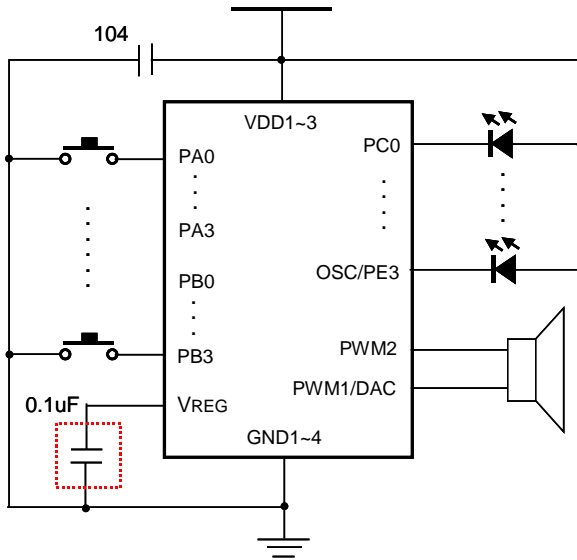 104
VDD1~3
PA0
PC0
PA3
PB0
OSC/PE3
PB3
PWM2
PWM1/DAC
0.1uF
VREG
GND1~4